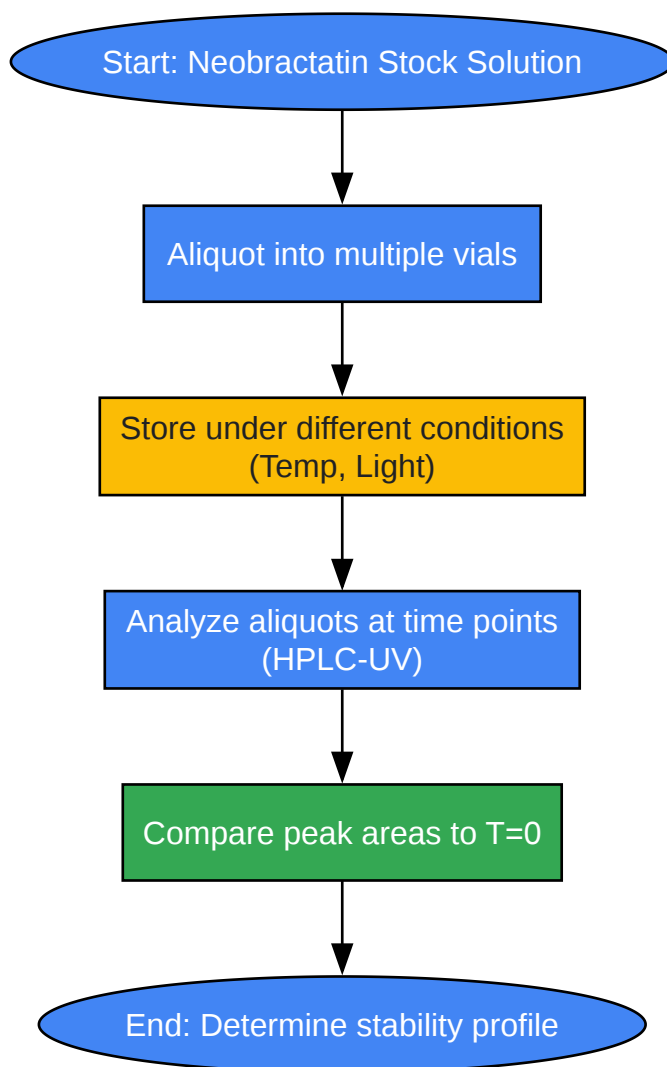 Start: Neobractatin Stock Solution
Aliquot into multiple vials
Store under different conditions
(Temp, Light)
Analyze aliquots at time points
(HPLC-UV)
Compare peak areas to T=0
End: Determine stability profile